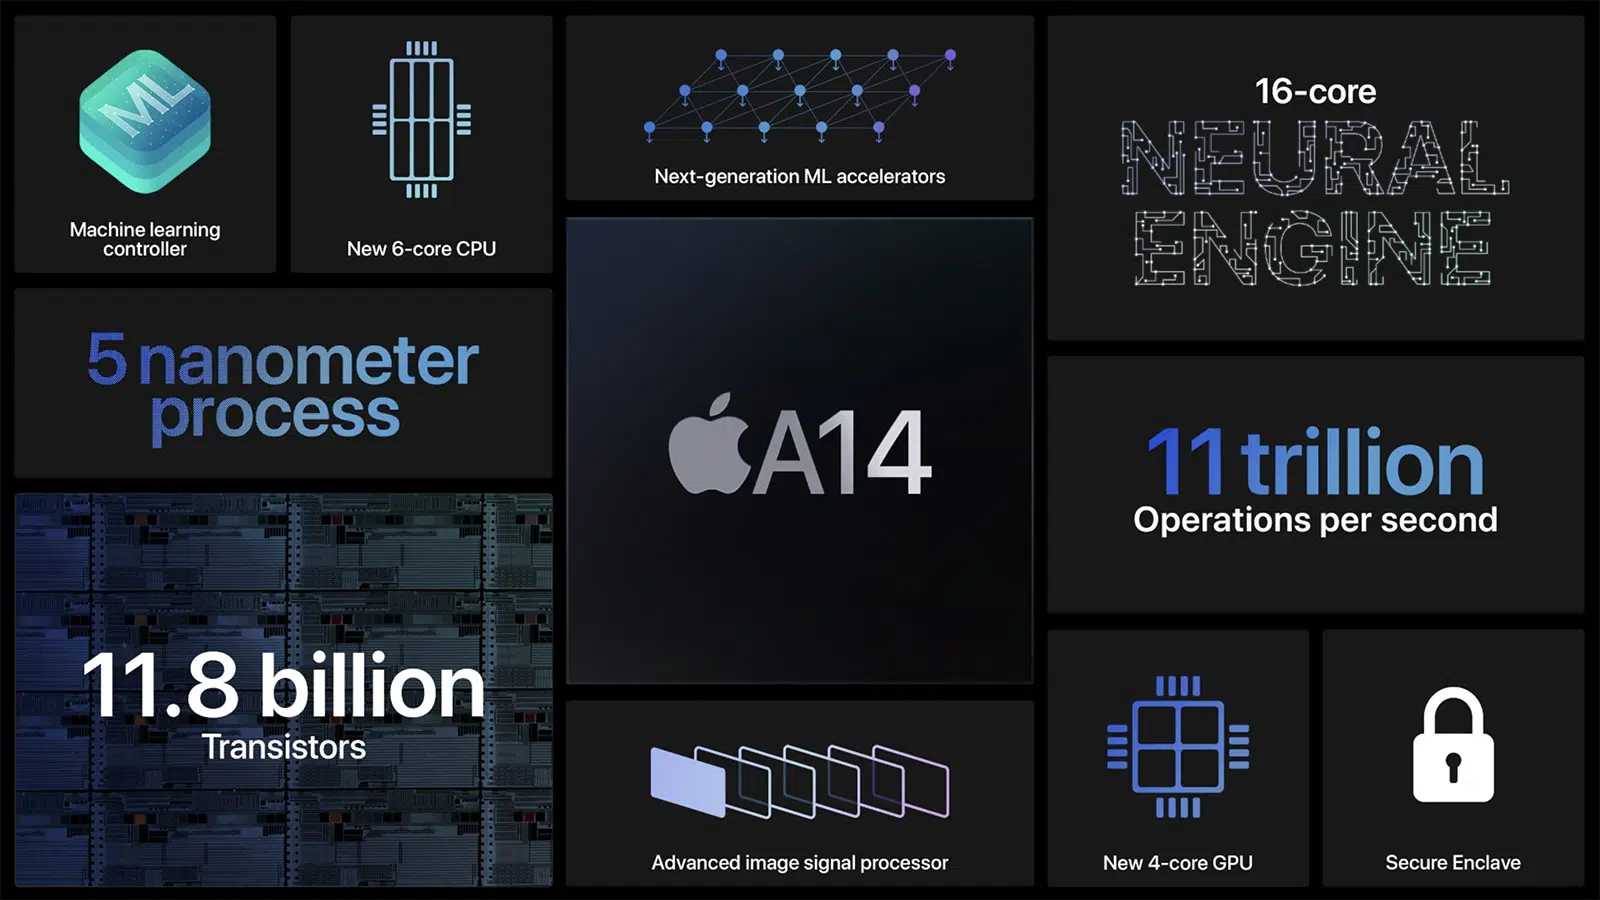 ML
Machine learning
controller
New 6-core CPU
Next-generation ML accelerators
16-core
NEURAL
ENGINE
5 nanometer
process
A14
11 trillion
Operations per second
11.8 billion
Transistors
Advanced image signal processor
New 4-core GPU
Secure Enclave